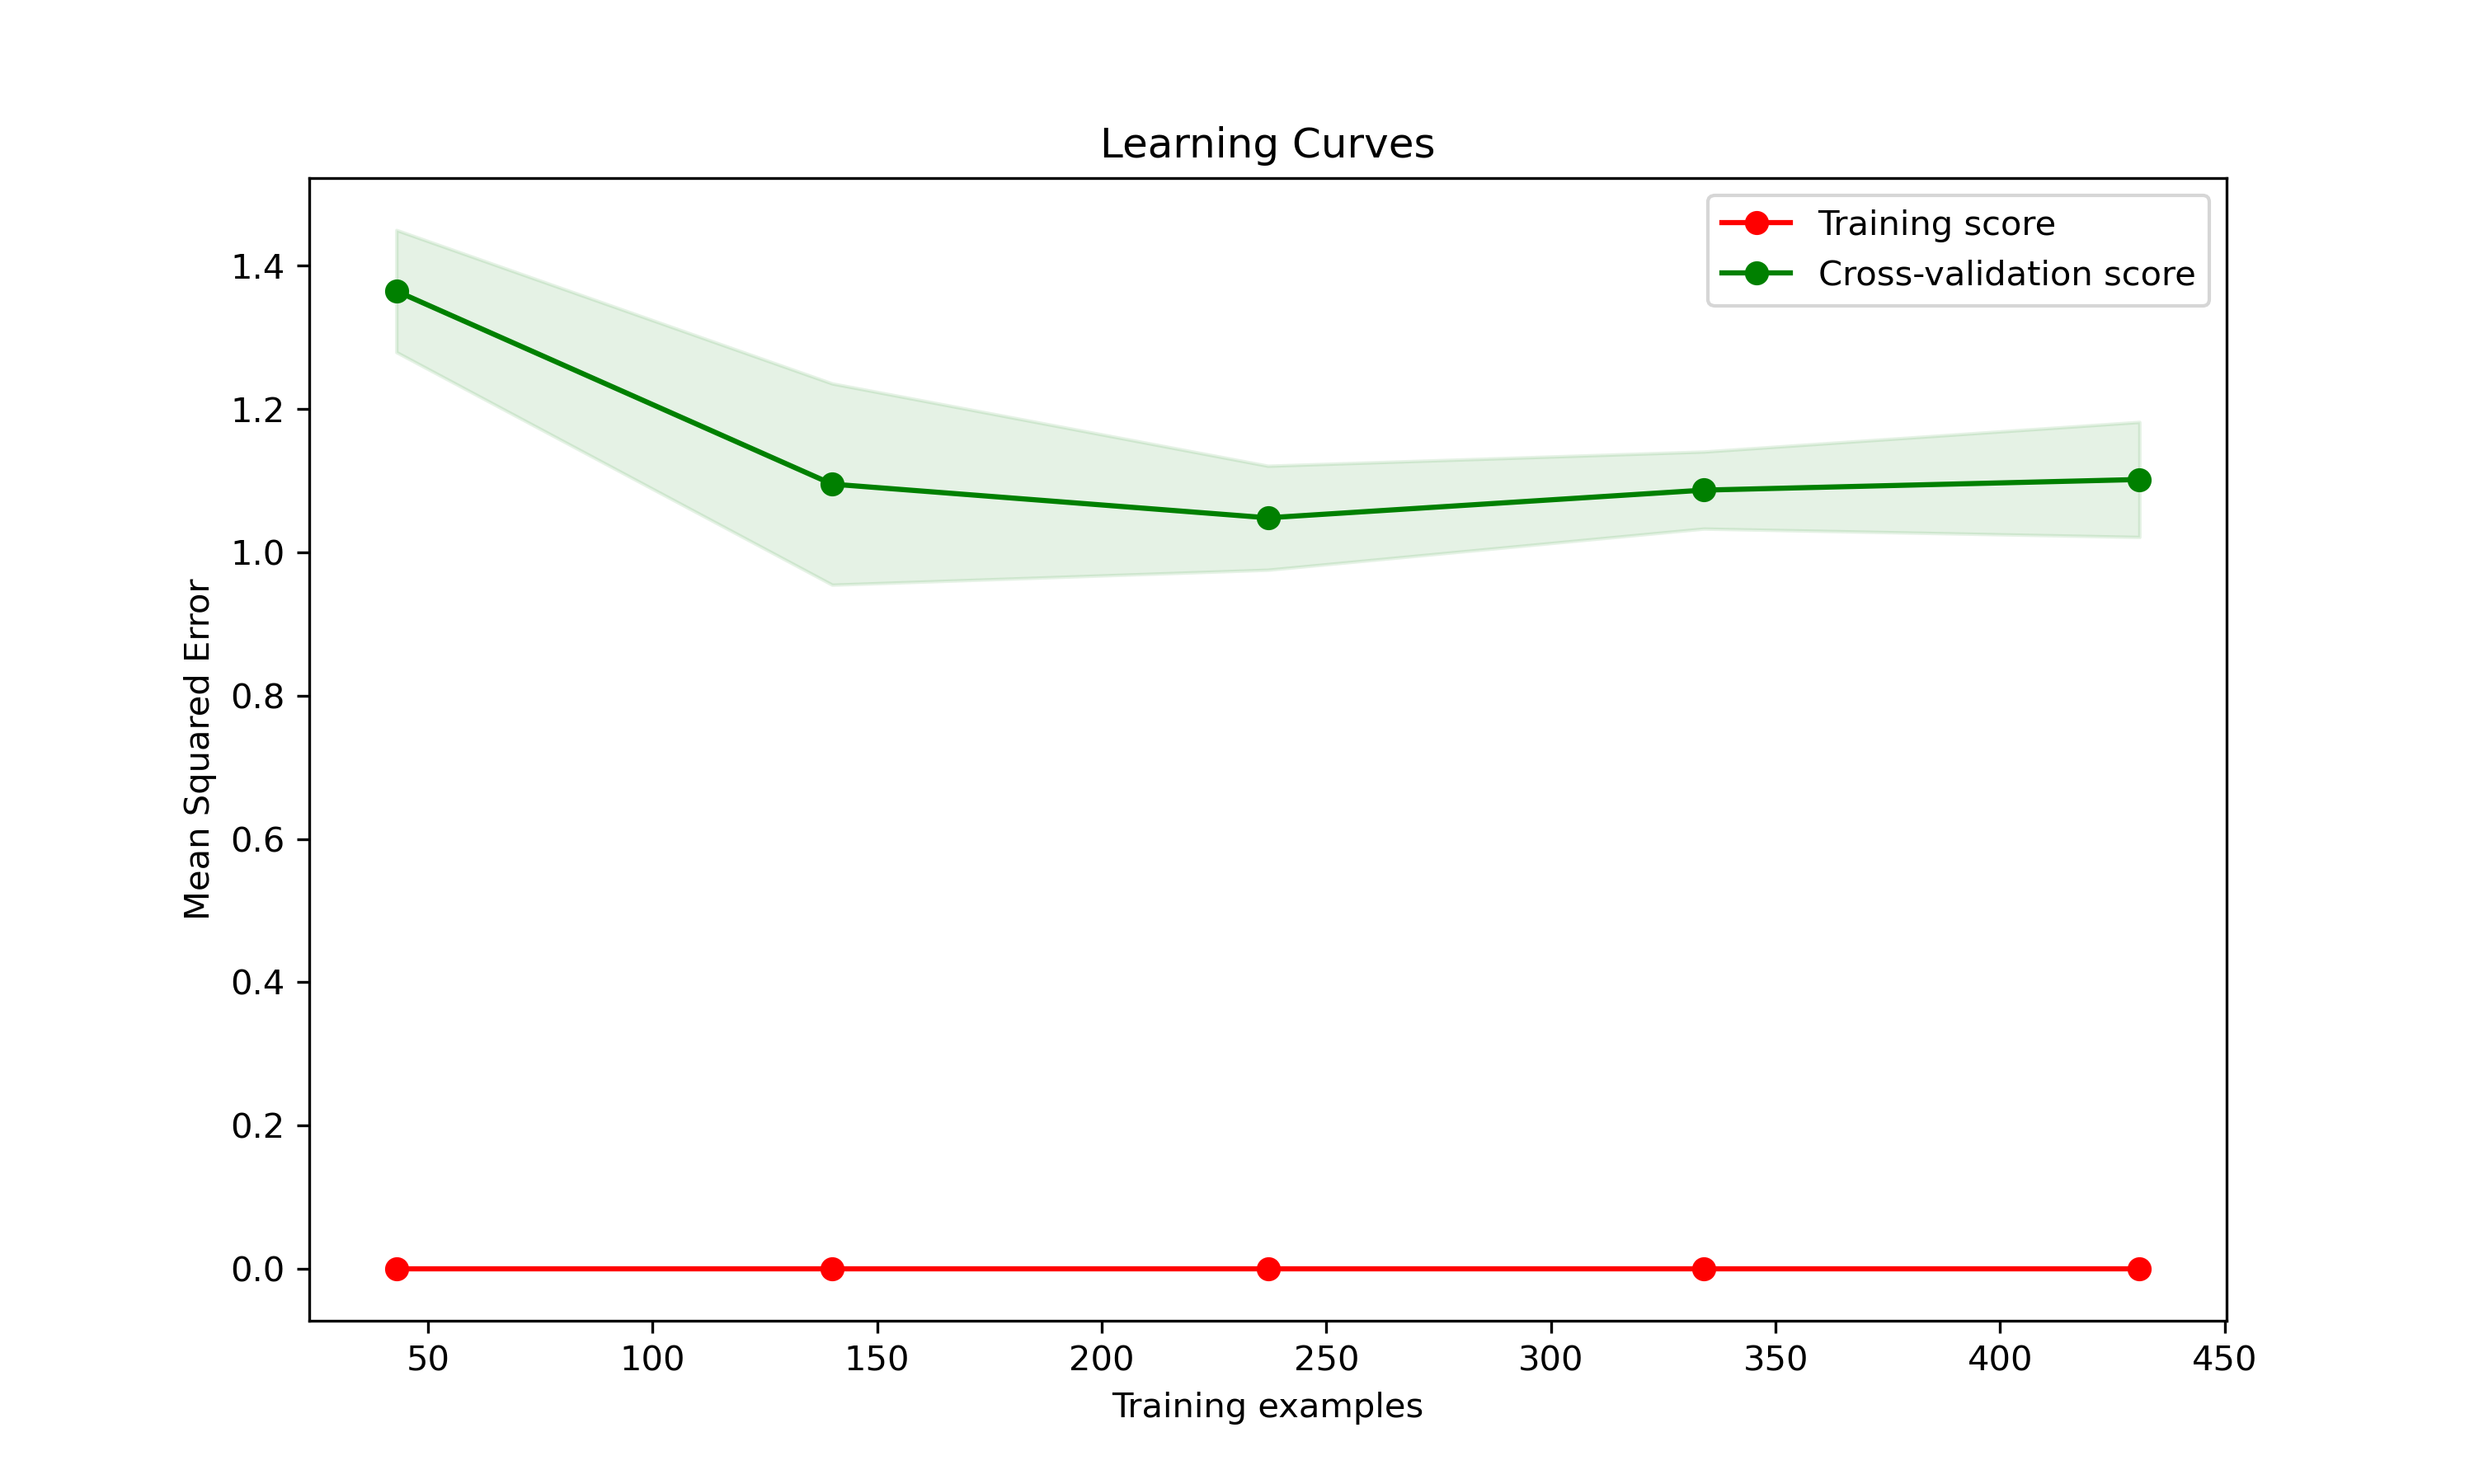 Learning Curves
Training score
Cross-validation score
1.4
1.2
1.0
0.8
0.6
0.4
0.2
0.0
Mean Squared Error
50 100 150 200 250 300 350 400 450
Training examples